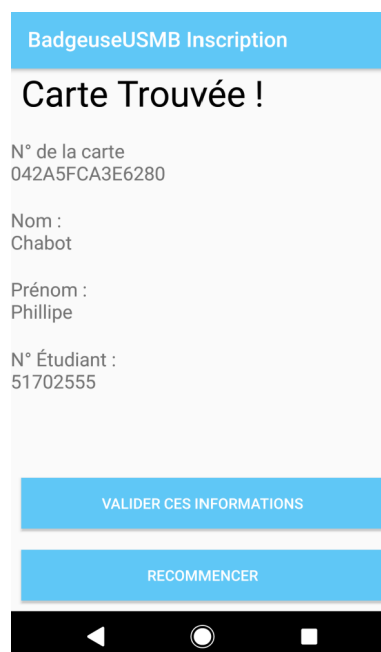 BadgeuseUSMB Inscription
Carte Trouvée !
N° de la carte
042A5FCA3E6280
Nom :
Chabot
Prénom :
Phillipe
N° Étudiant :
51702555
VALIDER CES INFORMATIONS
RECOMMENCER